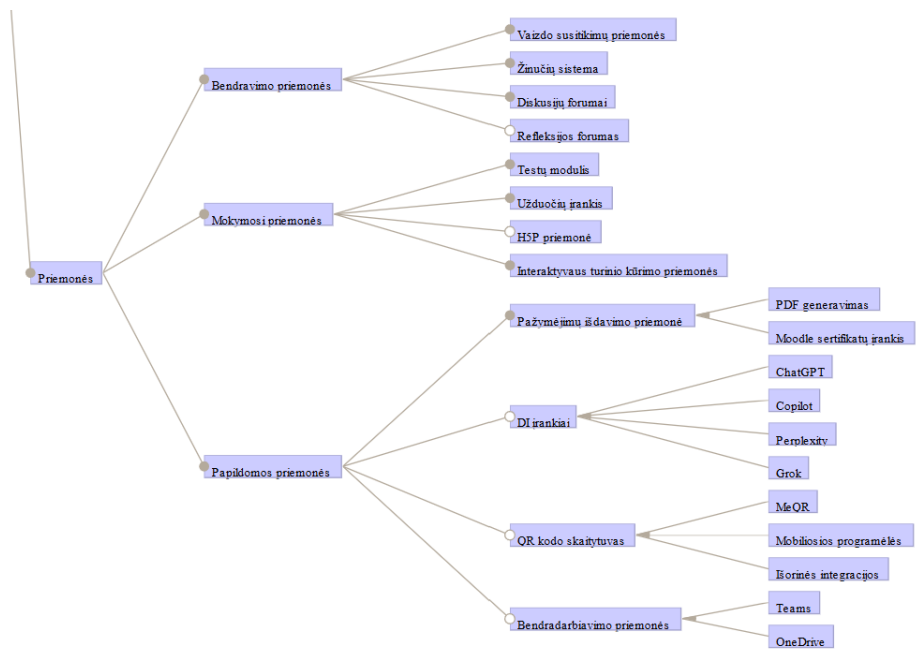 Priemonės
Bendravimo priemonės
Vaizdo susitikimų priemonės
Žinučių sistema
Diskusijų forumai
Refleksijos forumas
Mokymosi priemonės
Testų modulis
Užduočių įrankis
H5P priemonė
Interaktyvaus turinio kūrimo priemonės
Papildomos priemonės
Pažymėjimų išdavimo priemonė
PDF generavimas
Moodle sertifikatų įrankis
DI įrankiai
ChatGPT
Copilot
Perplexity
Grok
QR kodo skaitytuvas
MeQR
Mobiliosios programėlės
Išorinės integracijos
Bendradarbiavimo priemonės
Teams
OneDrive